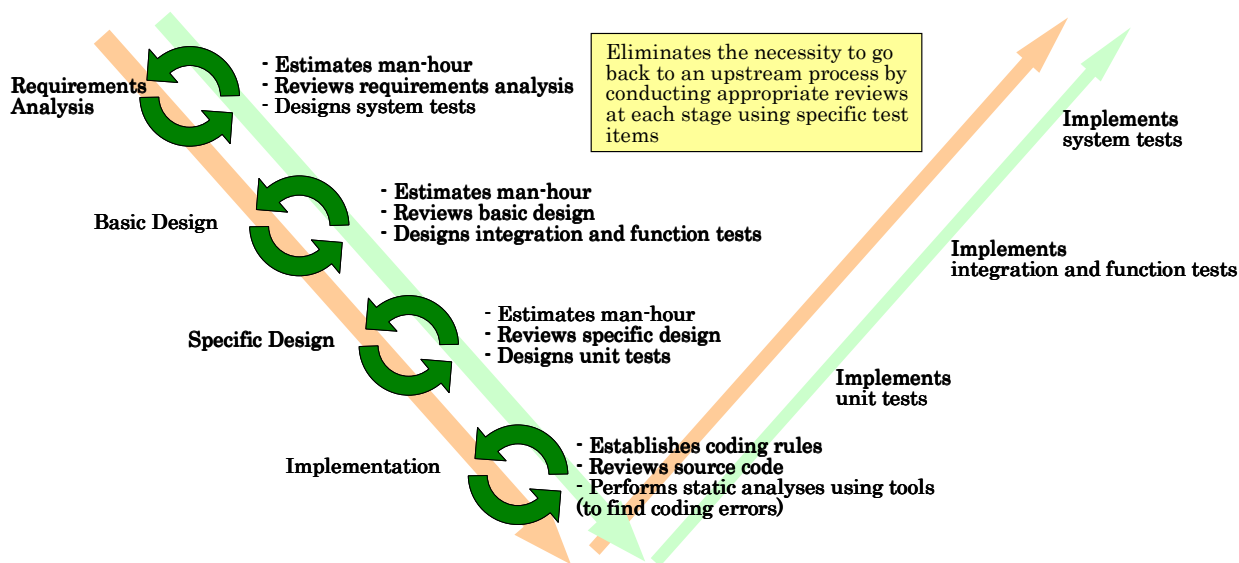 Requirements
Analysis
- Estimates man-hour
- Reviews requirements analysis
- Designs system tests
Eliminates the necessity to go
back to an upstream process by
conducting appropriate reviews
at each stage using specific test
items
Implements
system tests
Basic Design
- Estimates man-hour
- Reviews basic design
- Designs integration and function tests
Implements
integration and function tests
Specific Design
- Estimates man-hour
- Reviews specific design
- Designs unit tests
Implements
unit tests
Implementation
- Establishes coding rules
- Reviews source code
- Performs static analyses using tools
(to find coding errors)